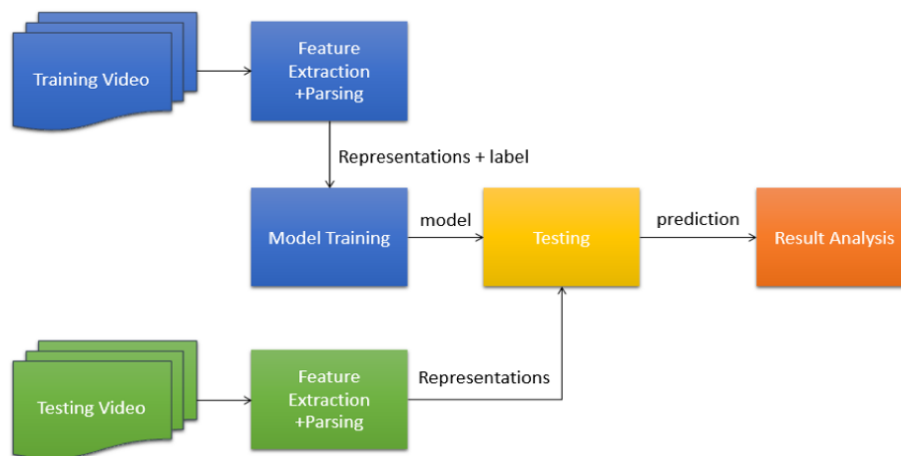 Training Video
Feature
Extraction
+Parsing
Representations + label
Model Training
model
Testing
prediction
Result Analysis
Testing Video
Feature
Extraction
+Parsing
Representations